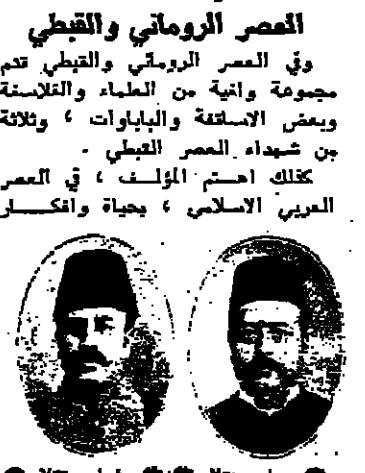 العصر الروماني والقبطي
وفي العصر الروماني والقبطي تقدم
مجموعة وافية من العلماء والفلاسفة
وبعض الاساقفة والباباوات ، وثلاثة
من شهداء العصر القبطي .
كذلك اهتم المؤلف ، في العصر
العربي الاسلامي ، بحياة وافكار